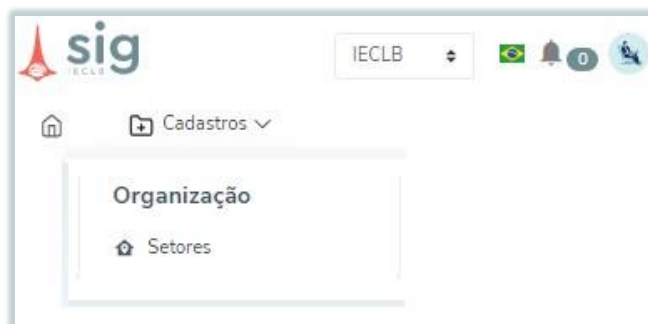 sig
IECLB
IECLB
0
Cadastros
Organização
Setores